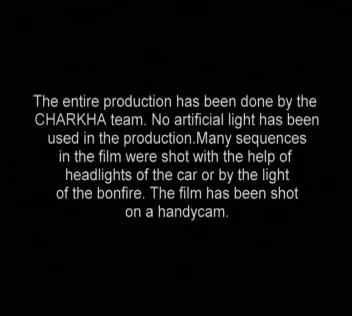 The entire production has been done by the
CHARKHA team. No artificial light has been
used in the production.Many sequences
in the film were shot with the help of
headlights of the car or by the light
of the bonfire. The film has been shot
on a handycam.